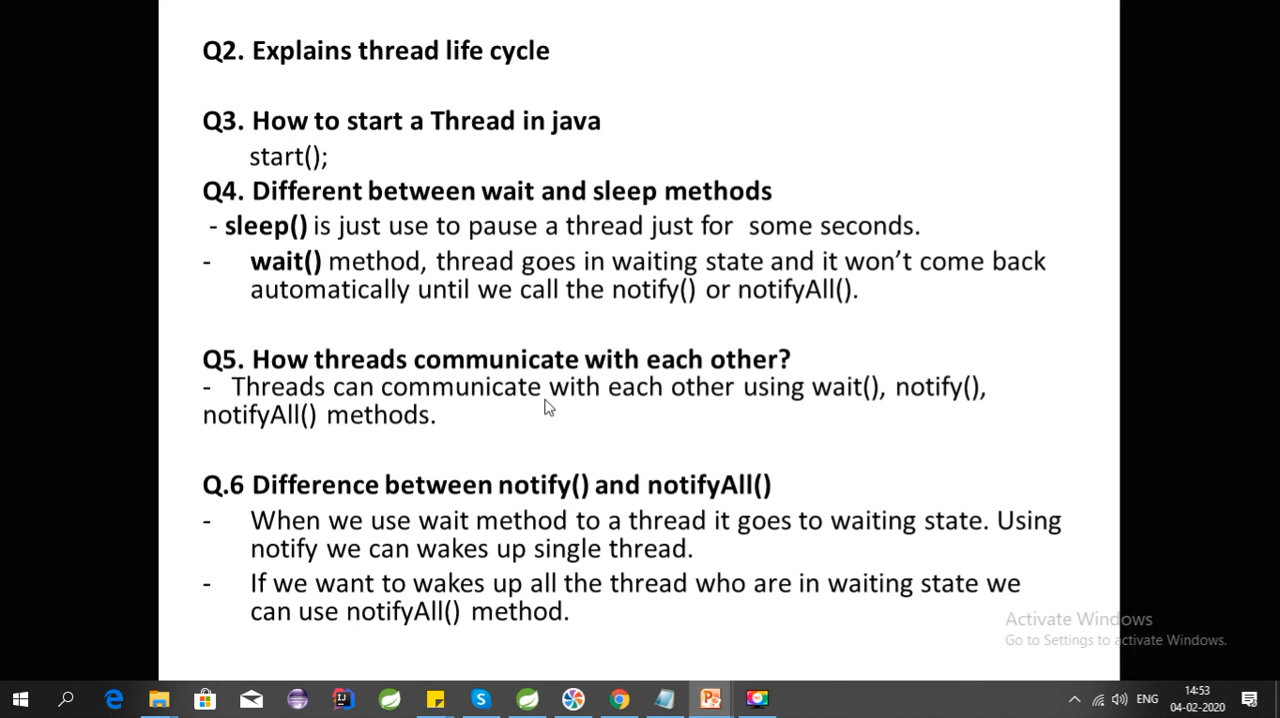 Q2. Explains thread life cycle
Q3. How to start a Thread in java
start();
Q4. Different between wait and sleep methods
- sleep() is just use to pause a thread just for  some seconds.
- wait() method, thread goes in waiting state and it won’t come back
automatically until we call the notify() or notifyAll().
Q5. How threads communicate with each other?
- Threads can communicate with each other using wait(), notify(),
notifyAll() methods.
Q.6 Difference between notify() and notifyAll()
- When we use wait method to a thread it goes to waiting state. Using
notify we can wakes up single thread.
- If we want to wakes up all the thread who are in waiting state we
can use notifyAll() method.
Activate Windows
Go to Settings to activate Windows.
ENG
14:53
04-02-2020